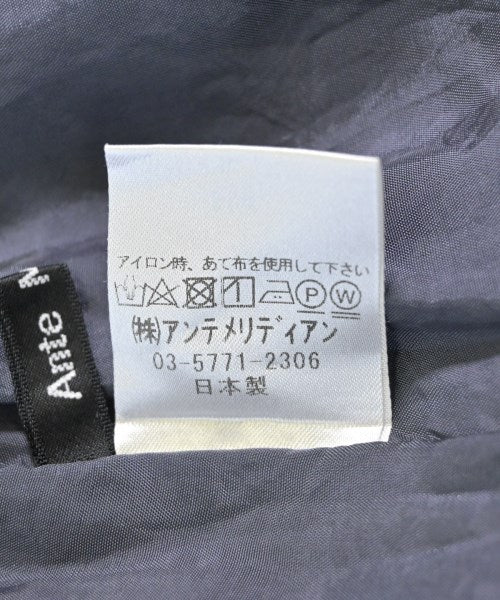 アイロン時、あて布を使用して下さい
P W
(株)アンテメリディアン
03-5771-2306
日本製
Ante